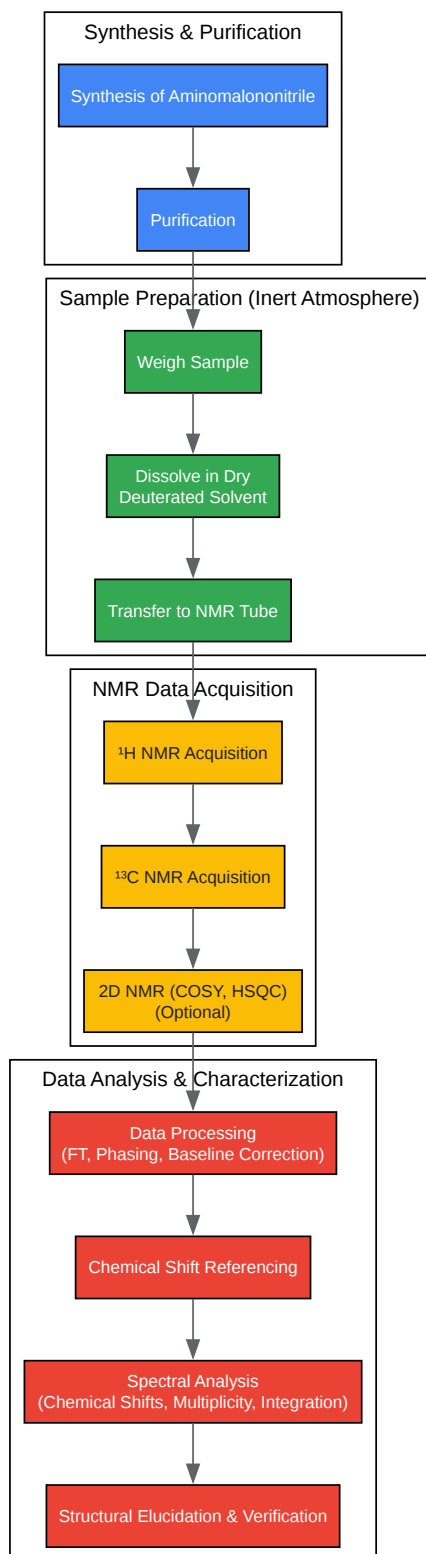 Synthesis & Purification
Synthesis of Aminomalononitrile
Purification
Sample Preparation (Inert Atmosphere)
Weigh Sample
Dissolve in Dry
Deuterated Solvent
Transfer to NMR Tube
NMR Data Acquisition
¹H NMR Acquisition
¹³C NMR Acquisition
2D NMR (COSY, HSQC)
(Optional)
Data Analysis & Characterization
Data Processing
(FT, Phasing, Baseline Correction)
Chemical Shift Referencing
Spectral Analysis
(Chemical Shifts, Multiplicity, Integration)
Structural Elucidation & Verification